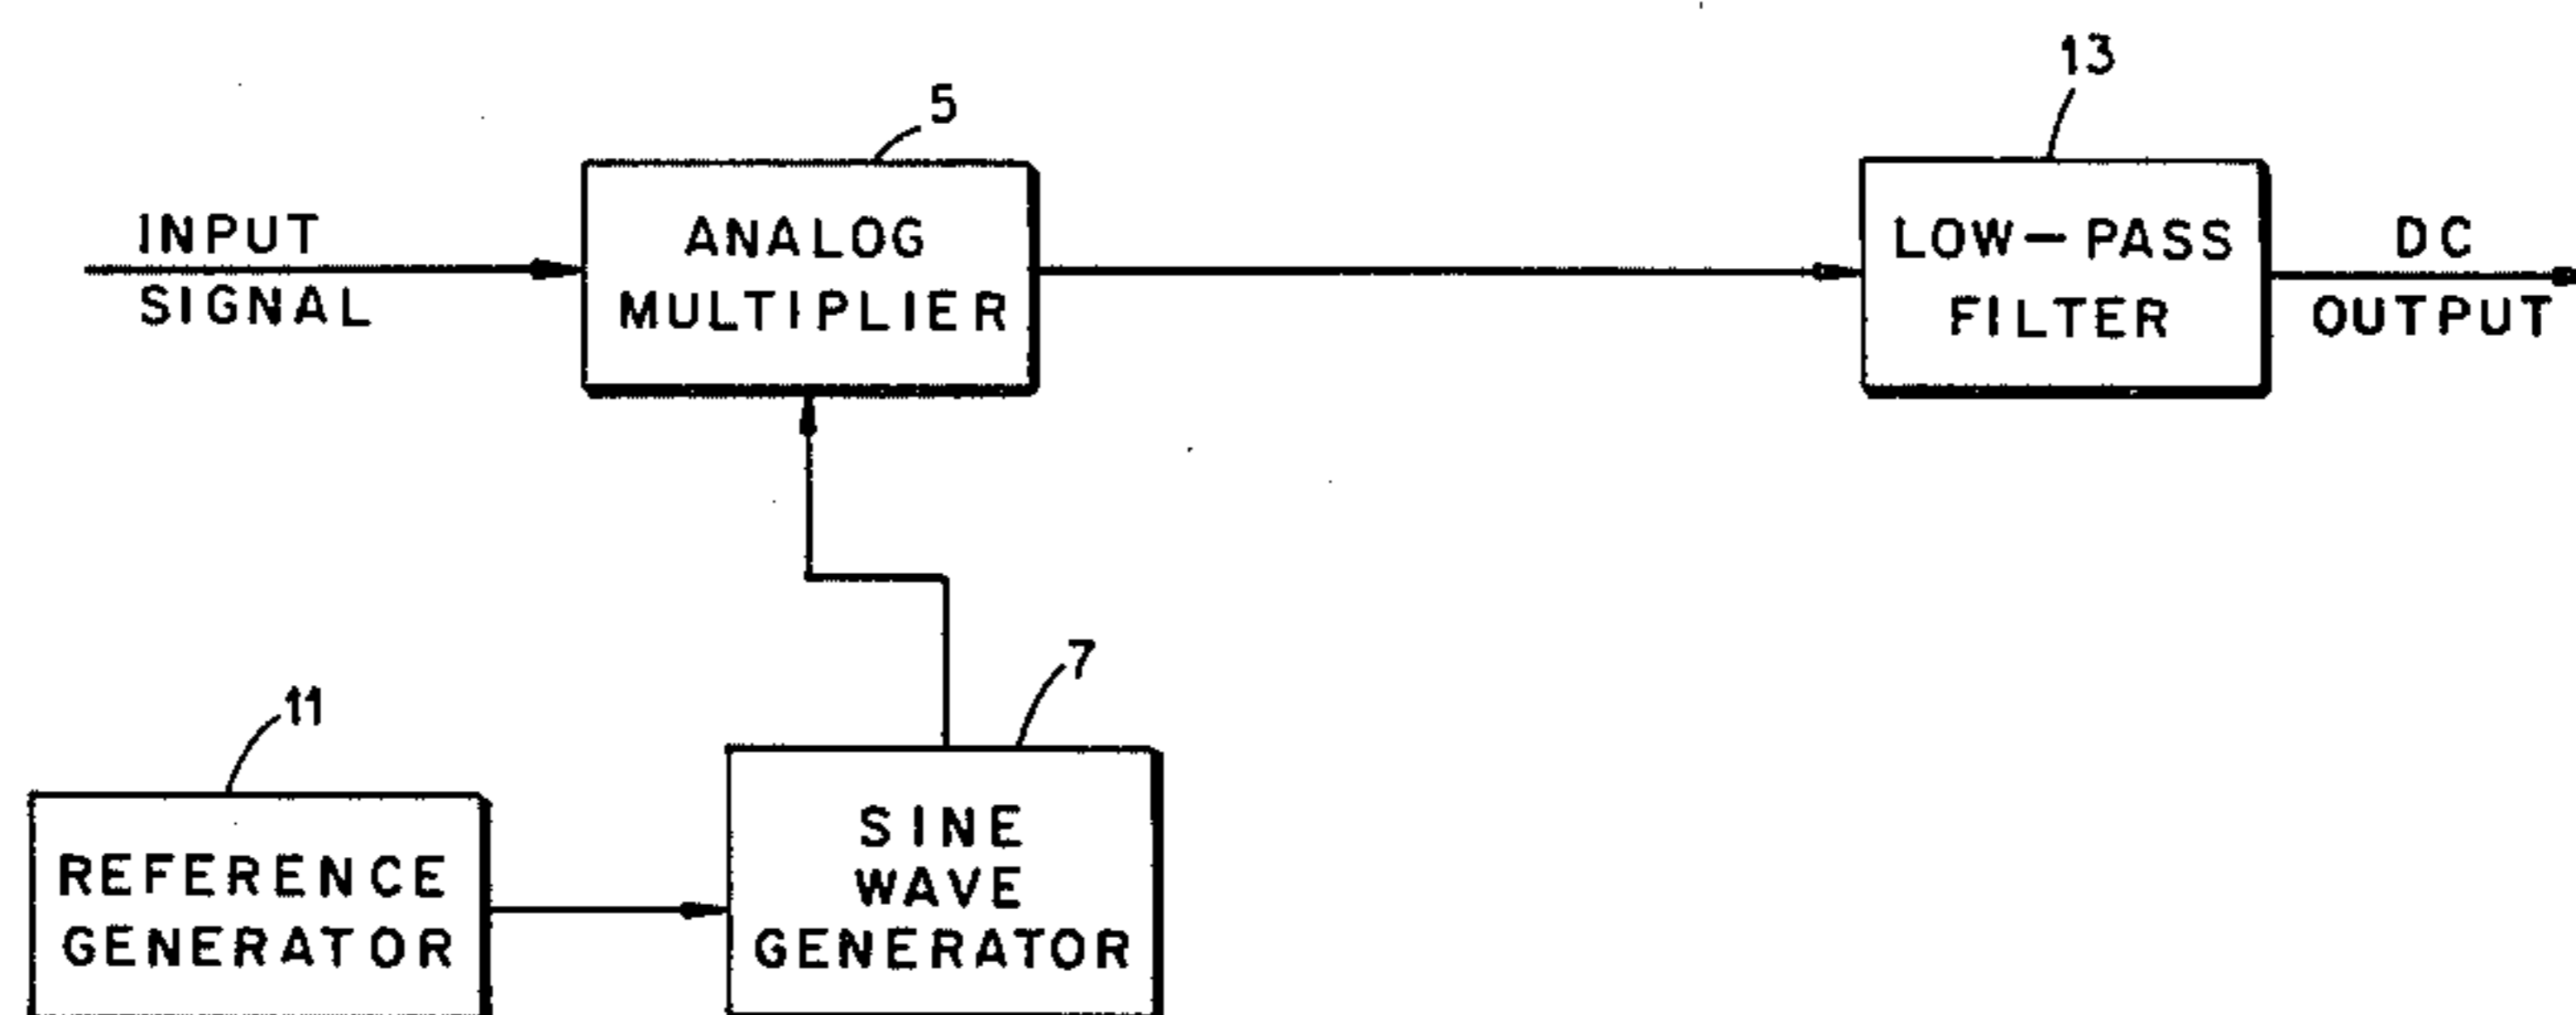 13
5
INPUT
SIGNAL
ANALOG
MULTIPLIER
LOW-PASS
FILTER
DC
OUTPUT
7
11
SINE
WAVE
GENERATOR
REFERENCE
GENERATOR